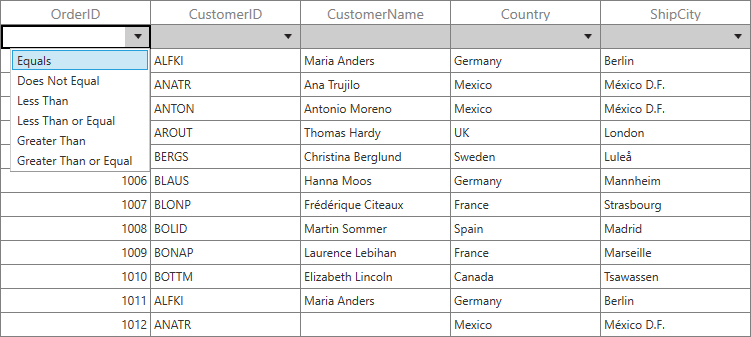 OrderID CustomerID CustomerName Country ShipCity
Equals ALFKI Maria Anders Germany Berlin
Does Not Equal ANATR Ana Trujilo Mexico México D.F.
Less Than ANTON Antonio Moreno Mexico México D.F.
Less Than or Equal AROUT Thomas Hardy UK London
Greater Than BERGS Christina Berglund Sweden Luleå
Greater Than or Equal
1006 BLAUS Hanna Moos Germany Mannheim
1007 BLONP Frédérique Citeaux France Strasbourg
1008 BOLID Martin Sommer Spain Madrid
1009 BONAP Laurence Lebihan France Marseille
1010 BOTTM Elizabeth Lincoln Canada Tsawassen
1011 ALFKI Maria Anders Germany Berlin
1012 ANATR Mexico México D.F.